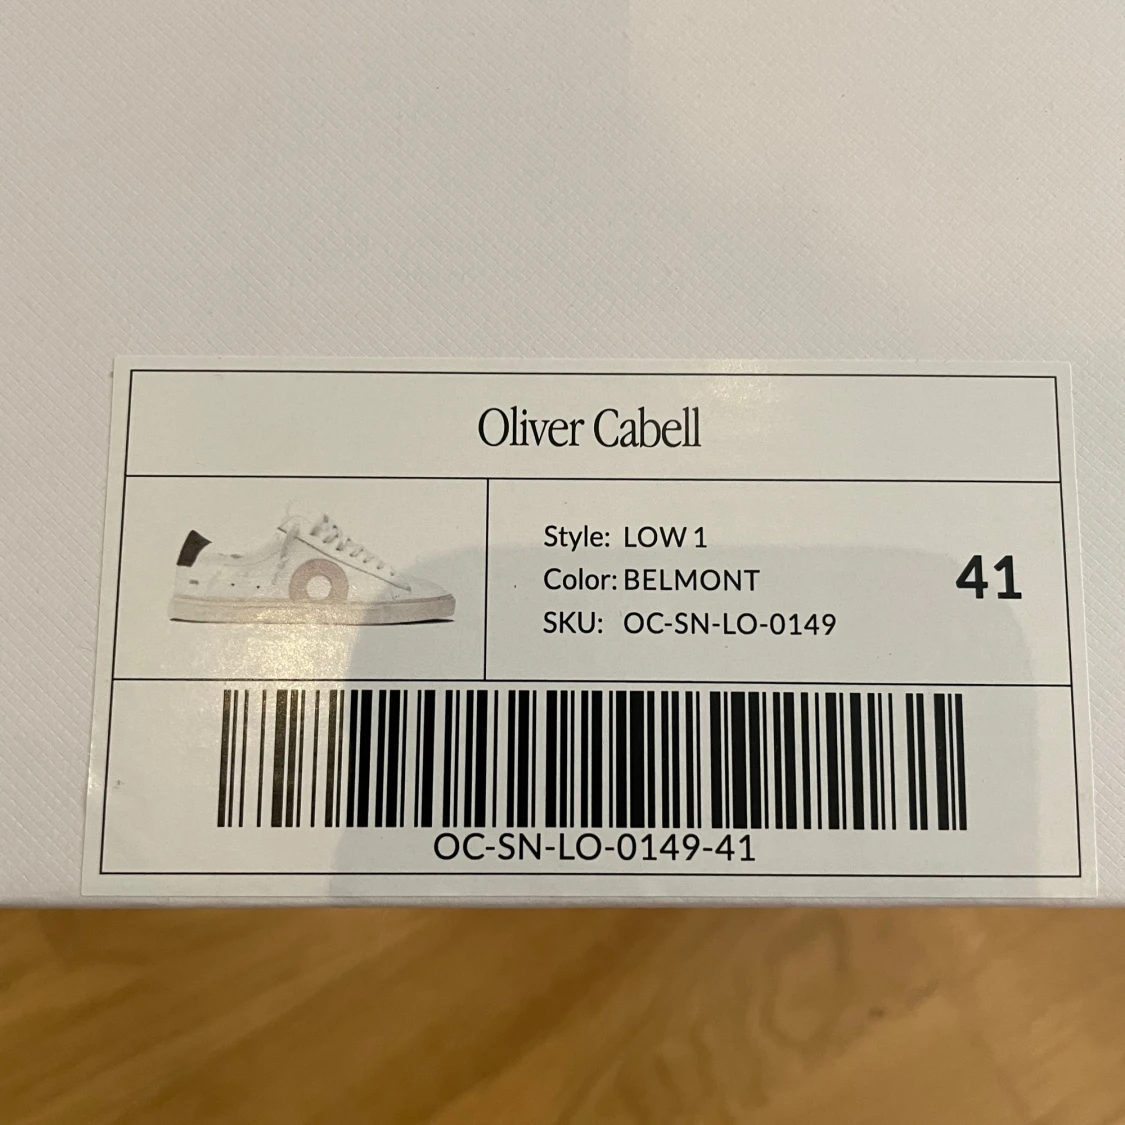 Oliver Cabell
Style: LOW 1
Color: BELMONT
SKU: OC-SN-LO-0149
41
OC-SN-LO-0149-41